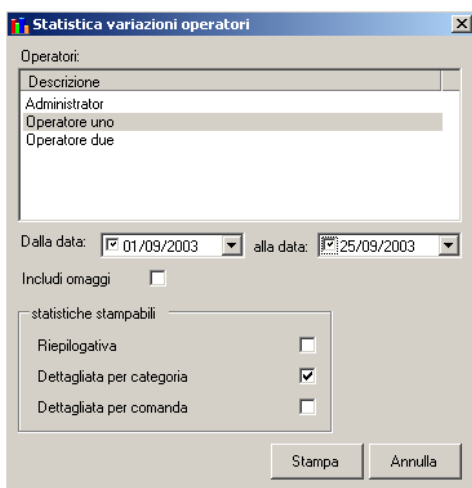 Statistica variazioni operatori
Operatori:
Descrizione
Administrator
Operatore uno
Operatore due
Dalla data: 01/09/2003 alla data: 25/09/2003
Includi omaggi
statistiche stampabili
Riepilogativa
Dettagliata per categoria
Dettagliata per comanda
Stampa Annulla